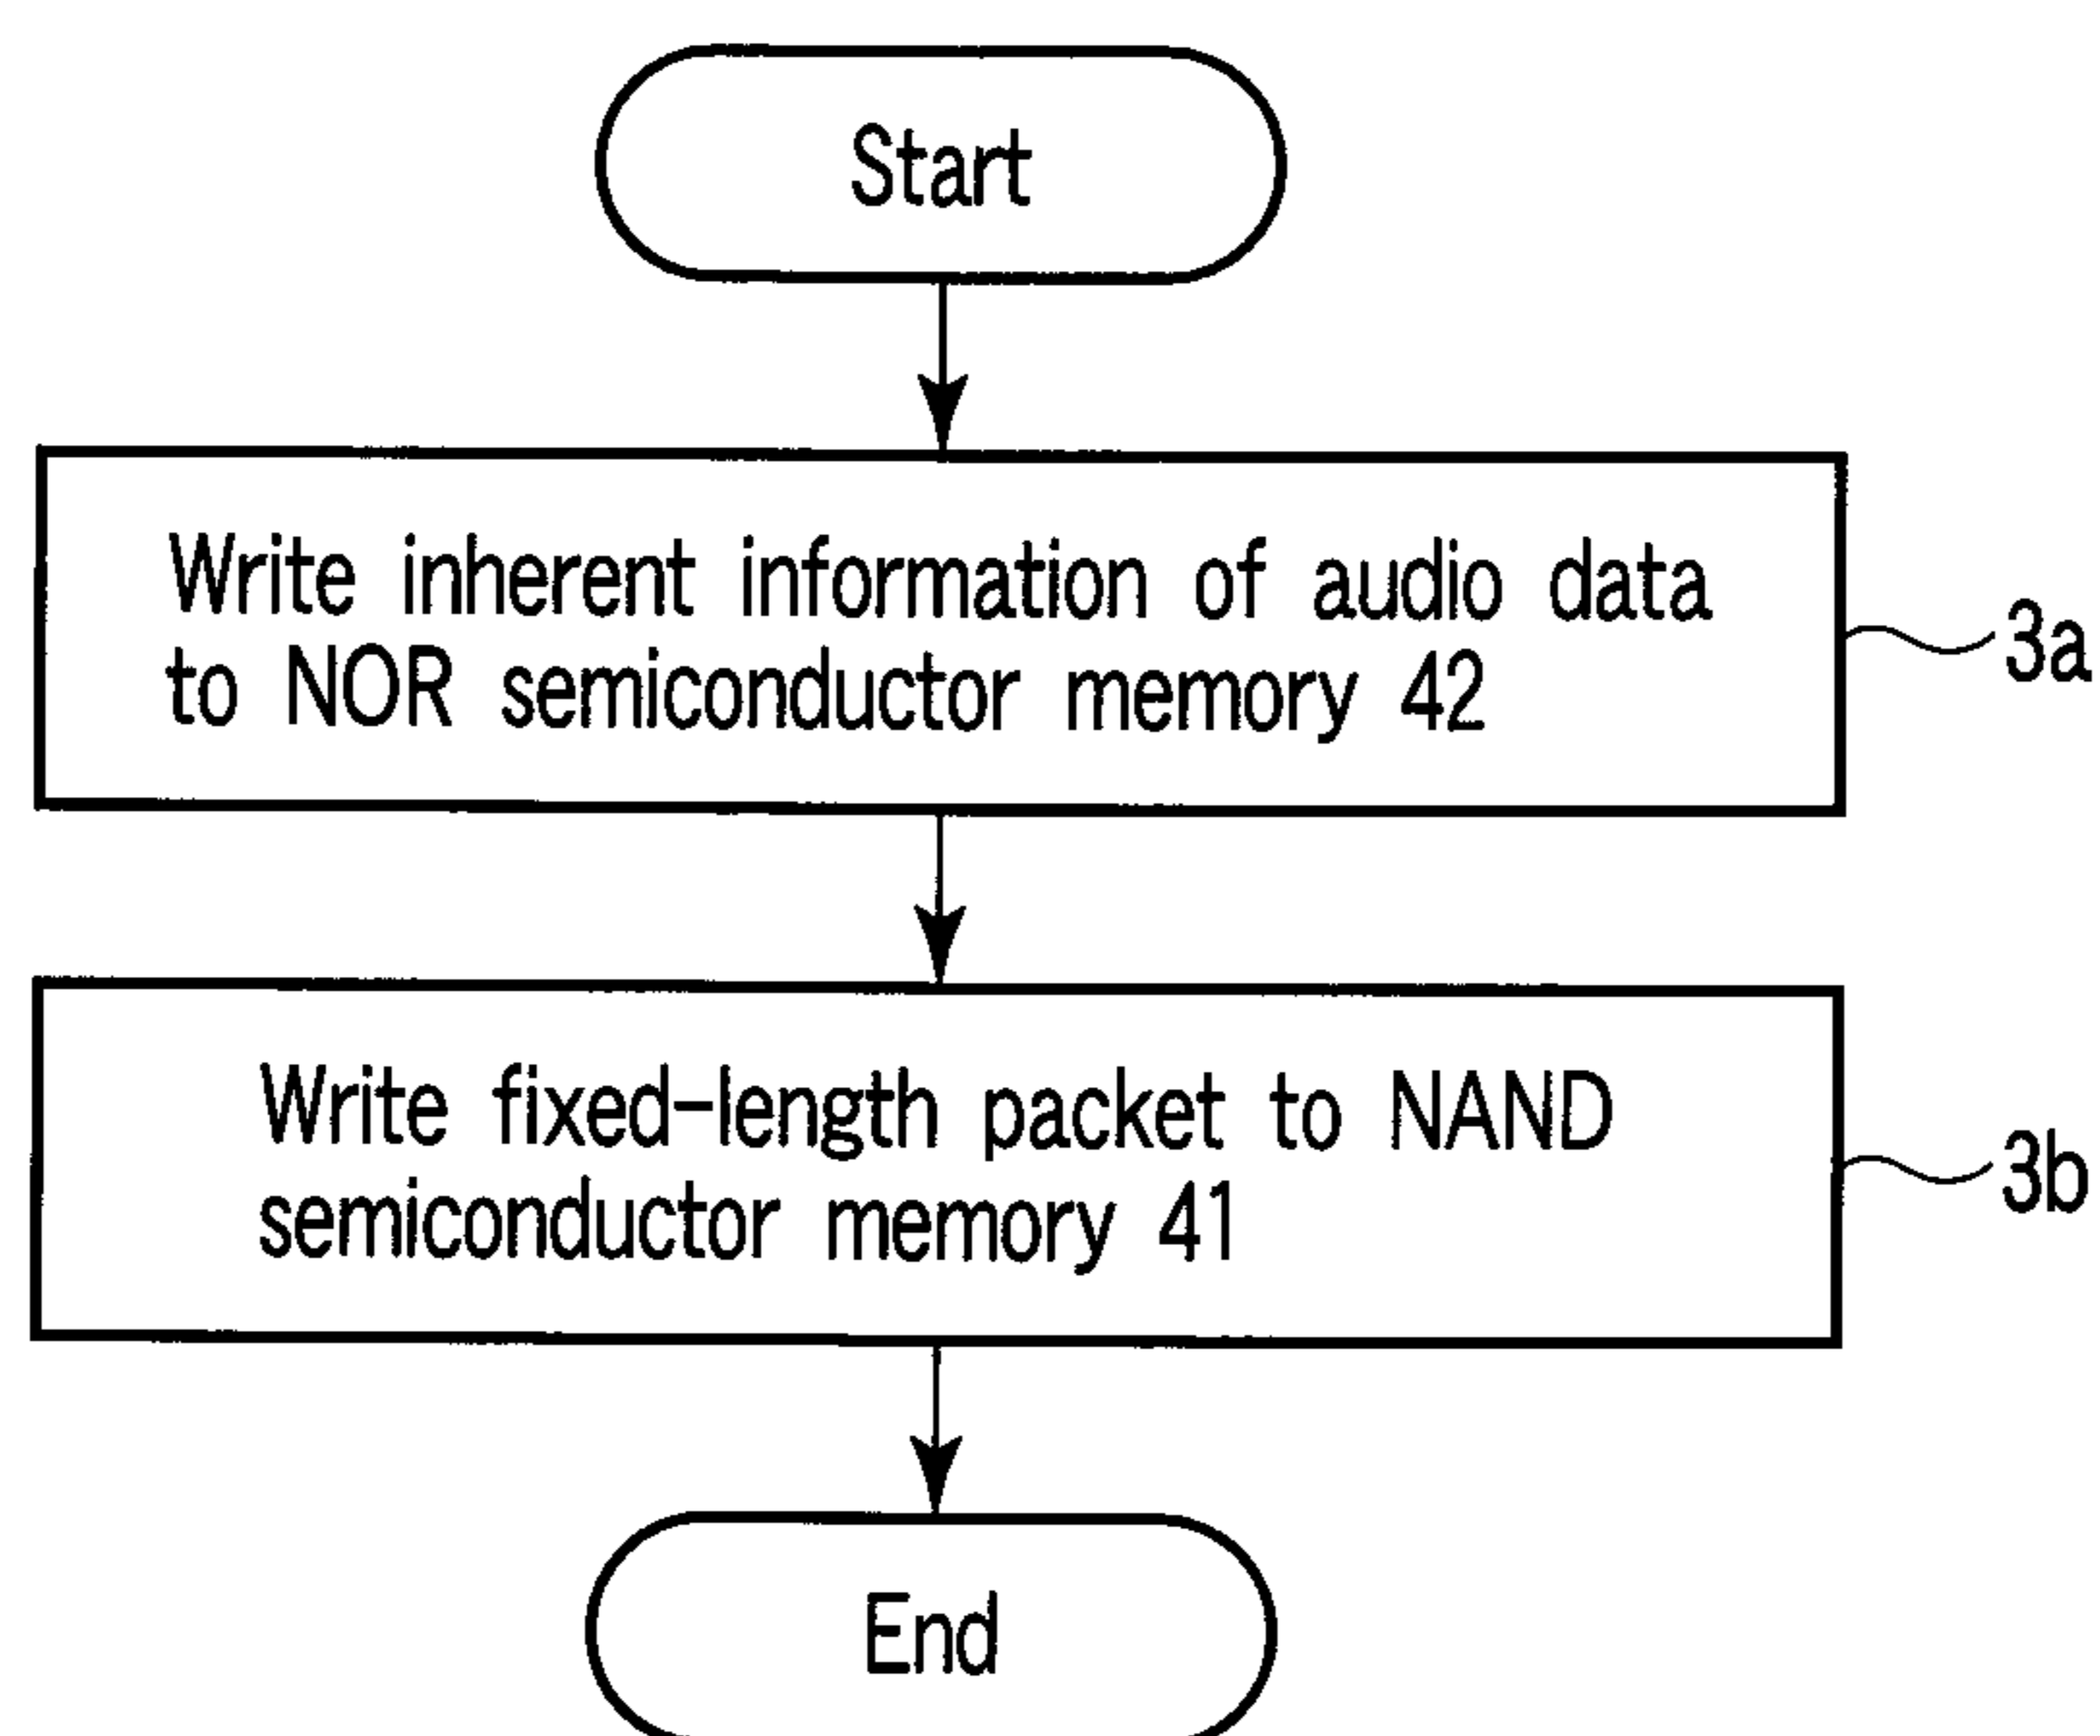 Start
Write inherent information of audio data
to NOR semiconductor memory 42
3a
Write fixed-length packet to NAND
semiconductor memory 41
3b
End